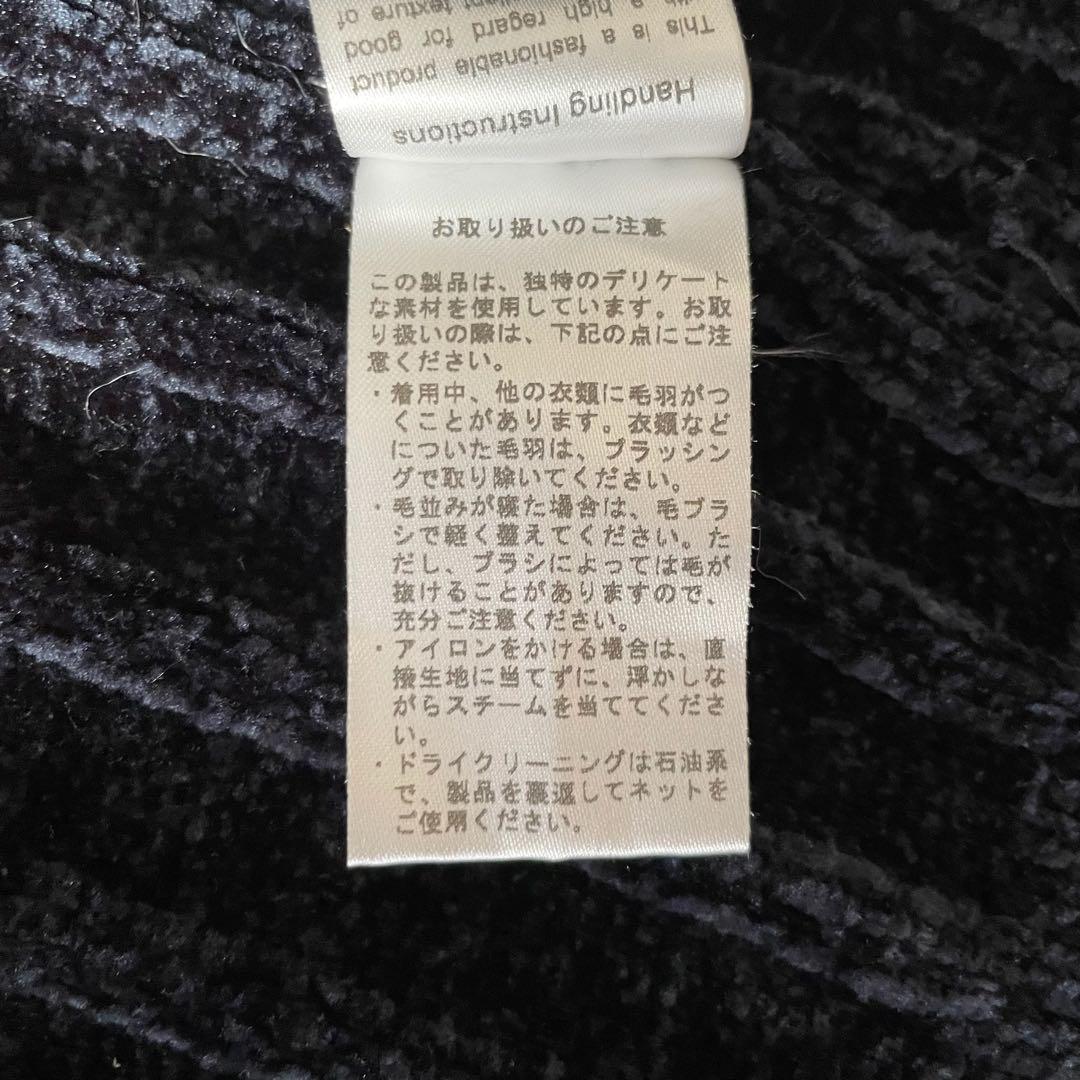 Handling Instructions
This is a fashionable product
a high regard for good
texture of
お取り扱いのご注意
この製品は、独特のデリケート
な素材を使用しています。お取
り扱いの際は、下記の点にご注
意ください。
・着用中、他の衣類に毛羽がつ
くことがあります。衣類など
についた毛羽は、ブラッシン
グで取り除いてください。
・毛並みが寝た場合は、毛ブラ
シで軽く整えてください。た
だし、ブラシによっては毛が
抜けることがありますので、
充分ご注意ください。
・アイロンをかける場合は、直
接生地に当てずに、浮かしな
がらスチームを当ててくださ
い。
・ドライクリーニングは石油系
で、製品を裏返してネットを
ご使用ください。